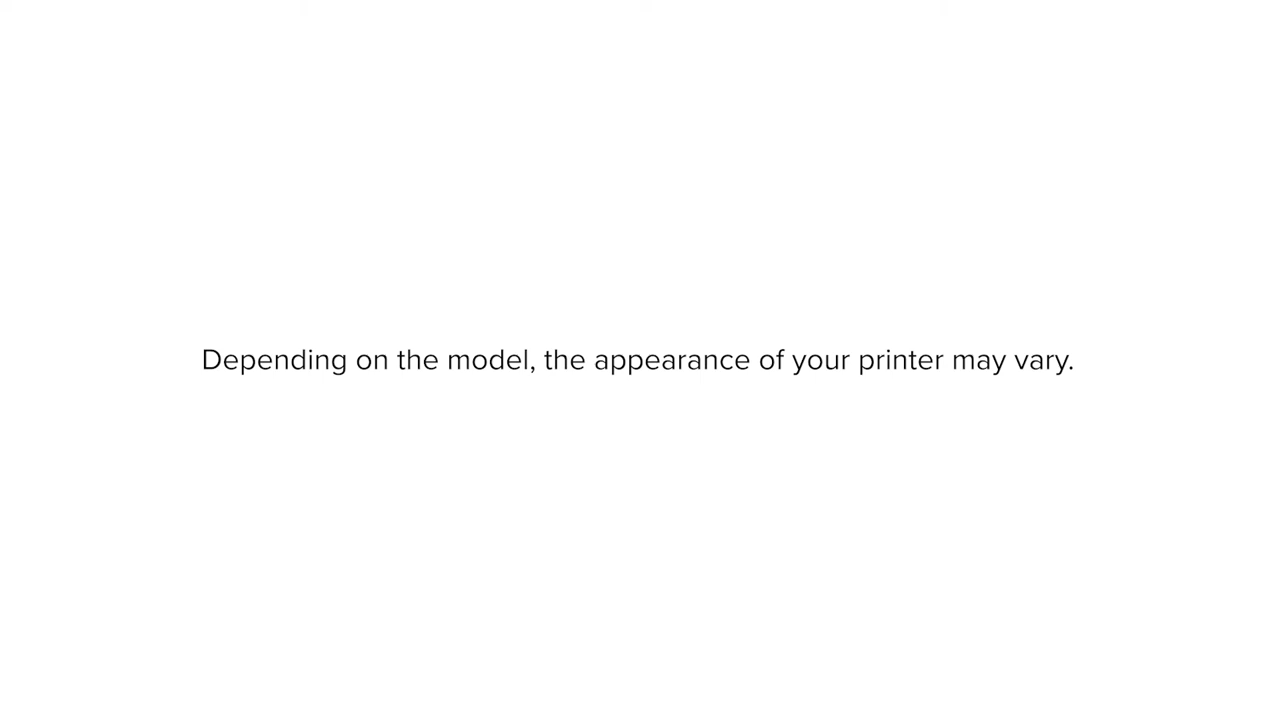 Depending on the model, the appearance of your printer may vary.